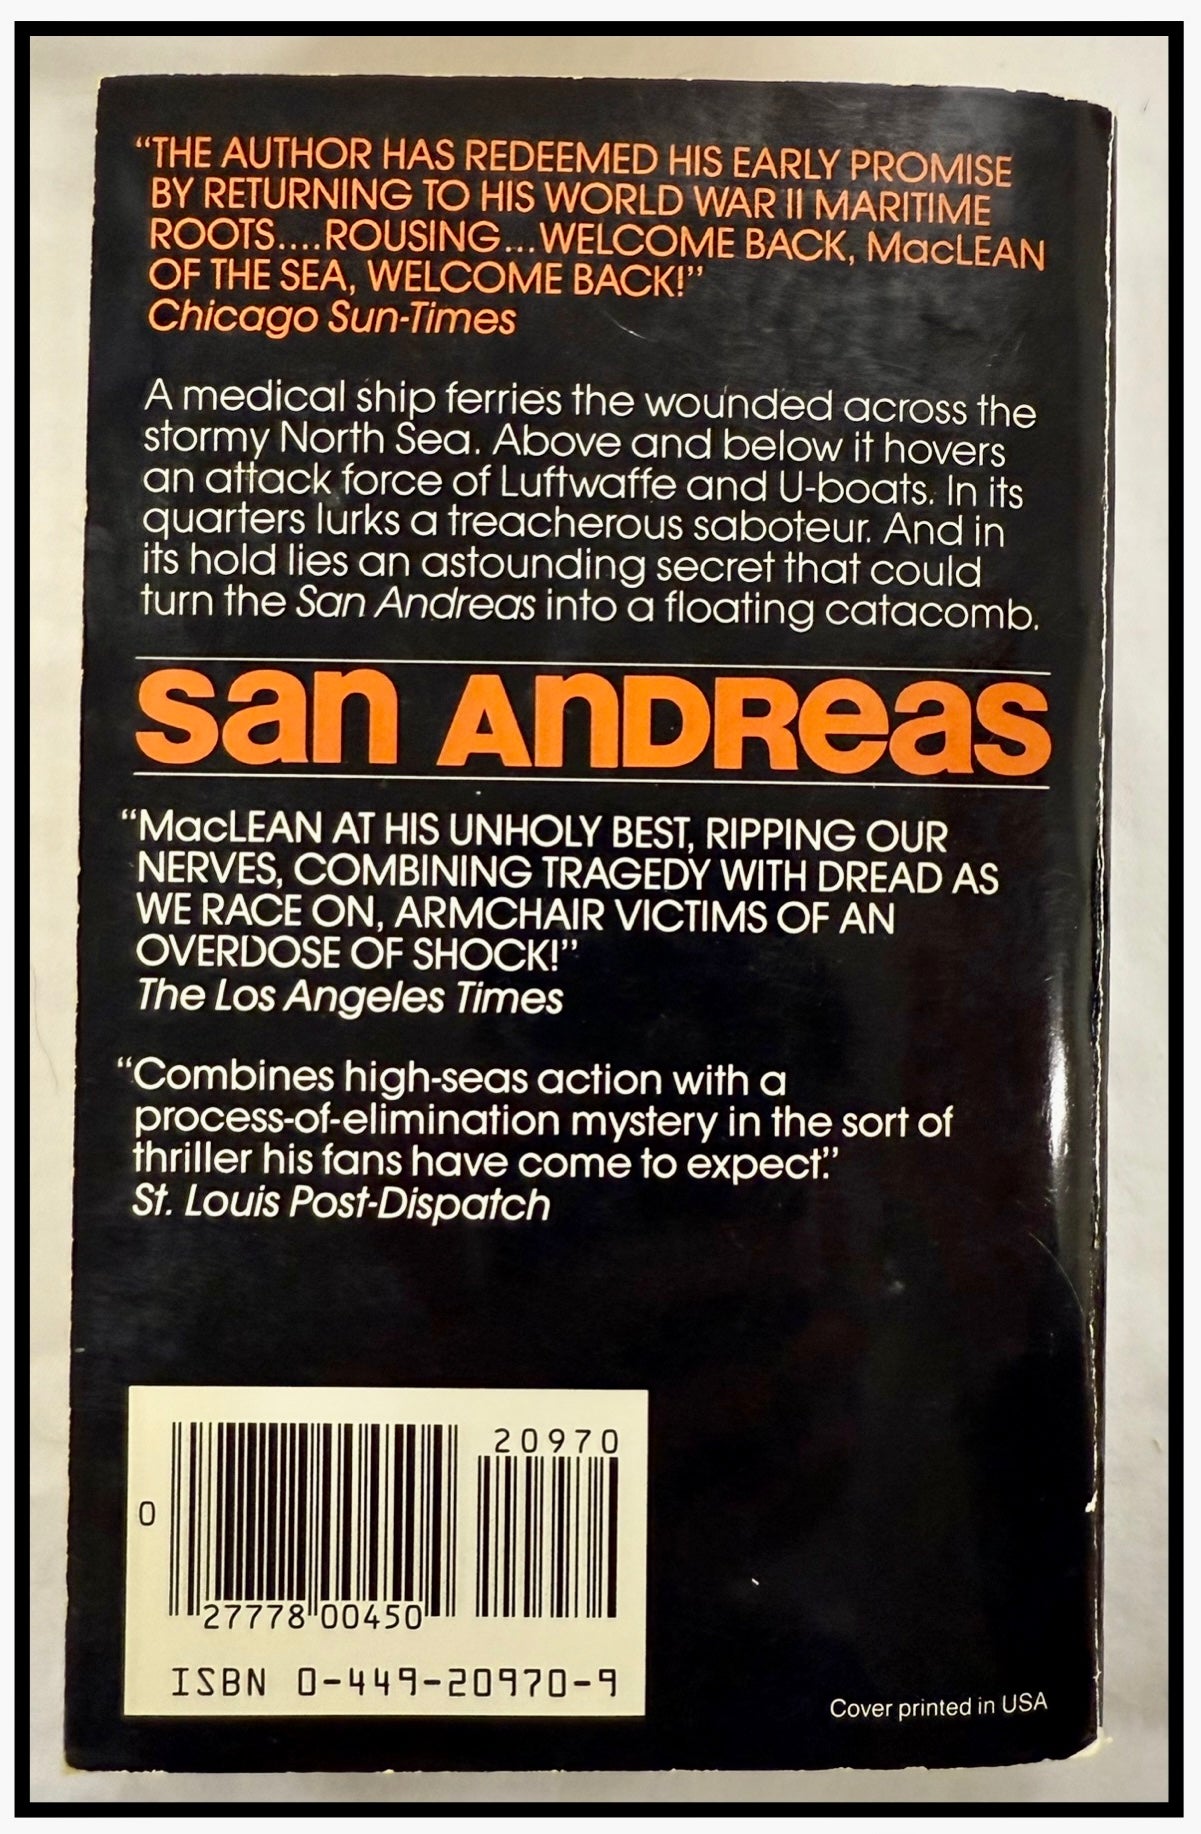 “THE AUTHOR HAS REDEEMED HIS EARLY PROMISE
BY RETURNING TO HIS WORLD WAR II MARITIME
ROOTS....ROUSING...WELCOME BACK, MacLEAN
OF THE SEA, WELCOME BACK!”
Chicago Sun-Times
A medical ship ferries the wounded across the
stormy North Sea. Above and below it hovers
an attack force of Luftwaffe and U-boats. In its
quarters lurks a treacherous saboteur. And in
its hold lies an astounding secret that could
turn the San Andreas into a floating catacomb.
san AnDReas
“MacLEAN AT HIS UNHOLY BEST, RIPPING OUR
NERVES, COMBINING TRAGEDY WITH DREAD AS
WE RACE ON, ARMCHAIR VICTIMS OF AN
OVERDOSE OF SHOCK!”
The Los Angeles Times
“Combines high-seas action with a
process-of-elimination mystery in the sort of
thriller his fans have come to expect.”
St. Louis Post-Dispatch
20970
0
27778 00450
ISBN 0-449-20970-9
Cover printed in USA